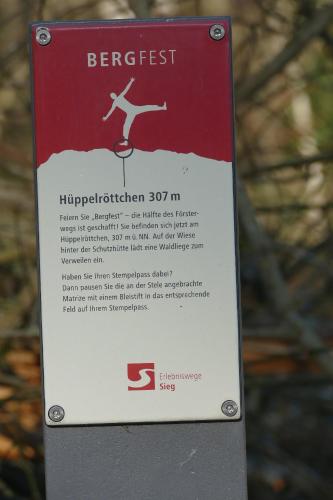 BERGFEST
Hüppelröttchen 307 m
Feiern Sie „Bergfest" – die Hälfte des Förster-
wegs ist geschafft! Sie befinden sich jetzt am
Hüppelröttchen, 307 m ü. NN. Auf der Wiese
hinter der Schutzhütte lädt eine Waldliege zum
Verweilen ein.
Haben Sie Ihren Stempelpass dabei?
Dann pausen Sie die an der Stele angebrachte
Matrize mit einem Bleistift in das entsprechende
Feld auf Ihrem Stempelpass.
Erlebniswege
Sieg